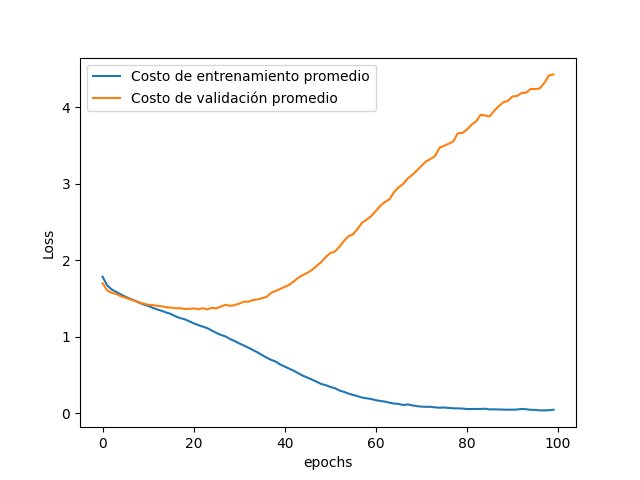 Costo de entrenamiento promedio
Costo de validación promedio
Loss
4
3
2
1
0
0 20 40 60 80 100
epochs